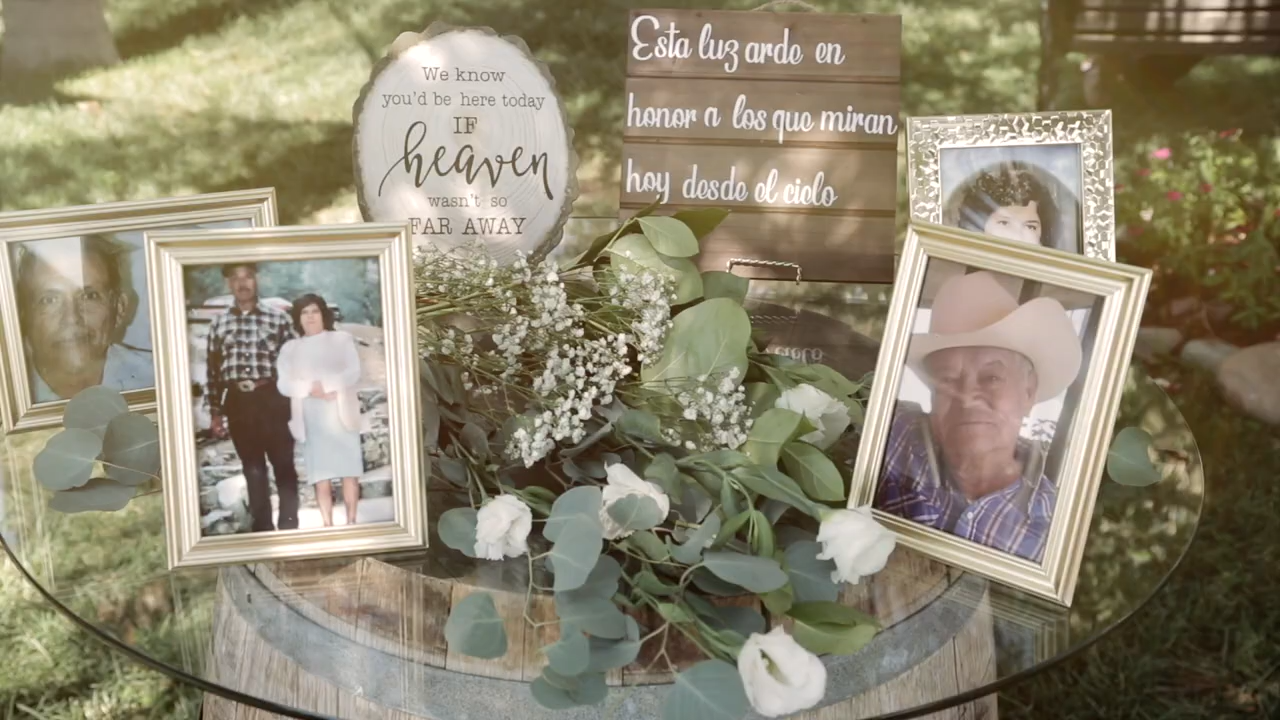 We know
you'd be here today
IF
heaven
wasn't so
FAR AWAY
Esta luz arde en
honor a los que miran
hoy desde el cielo